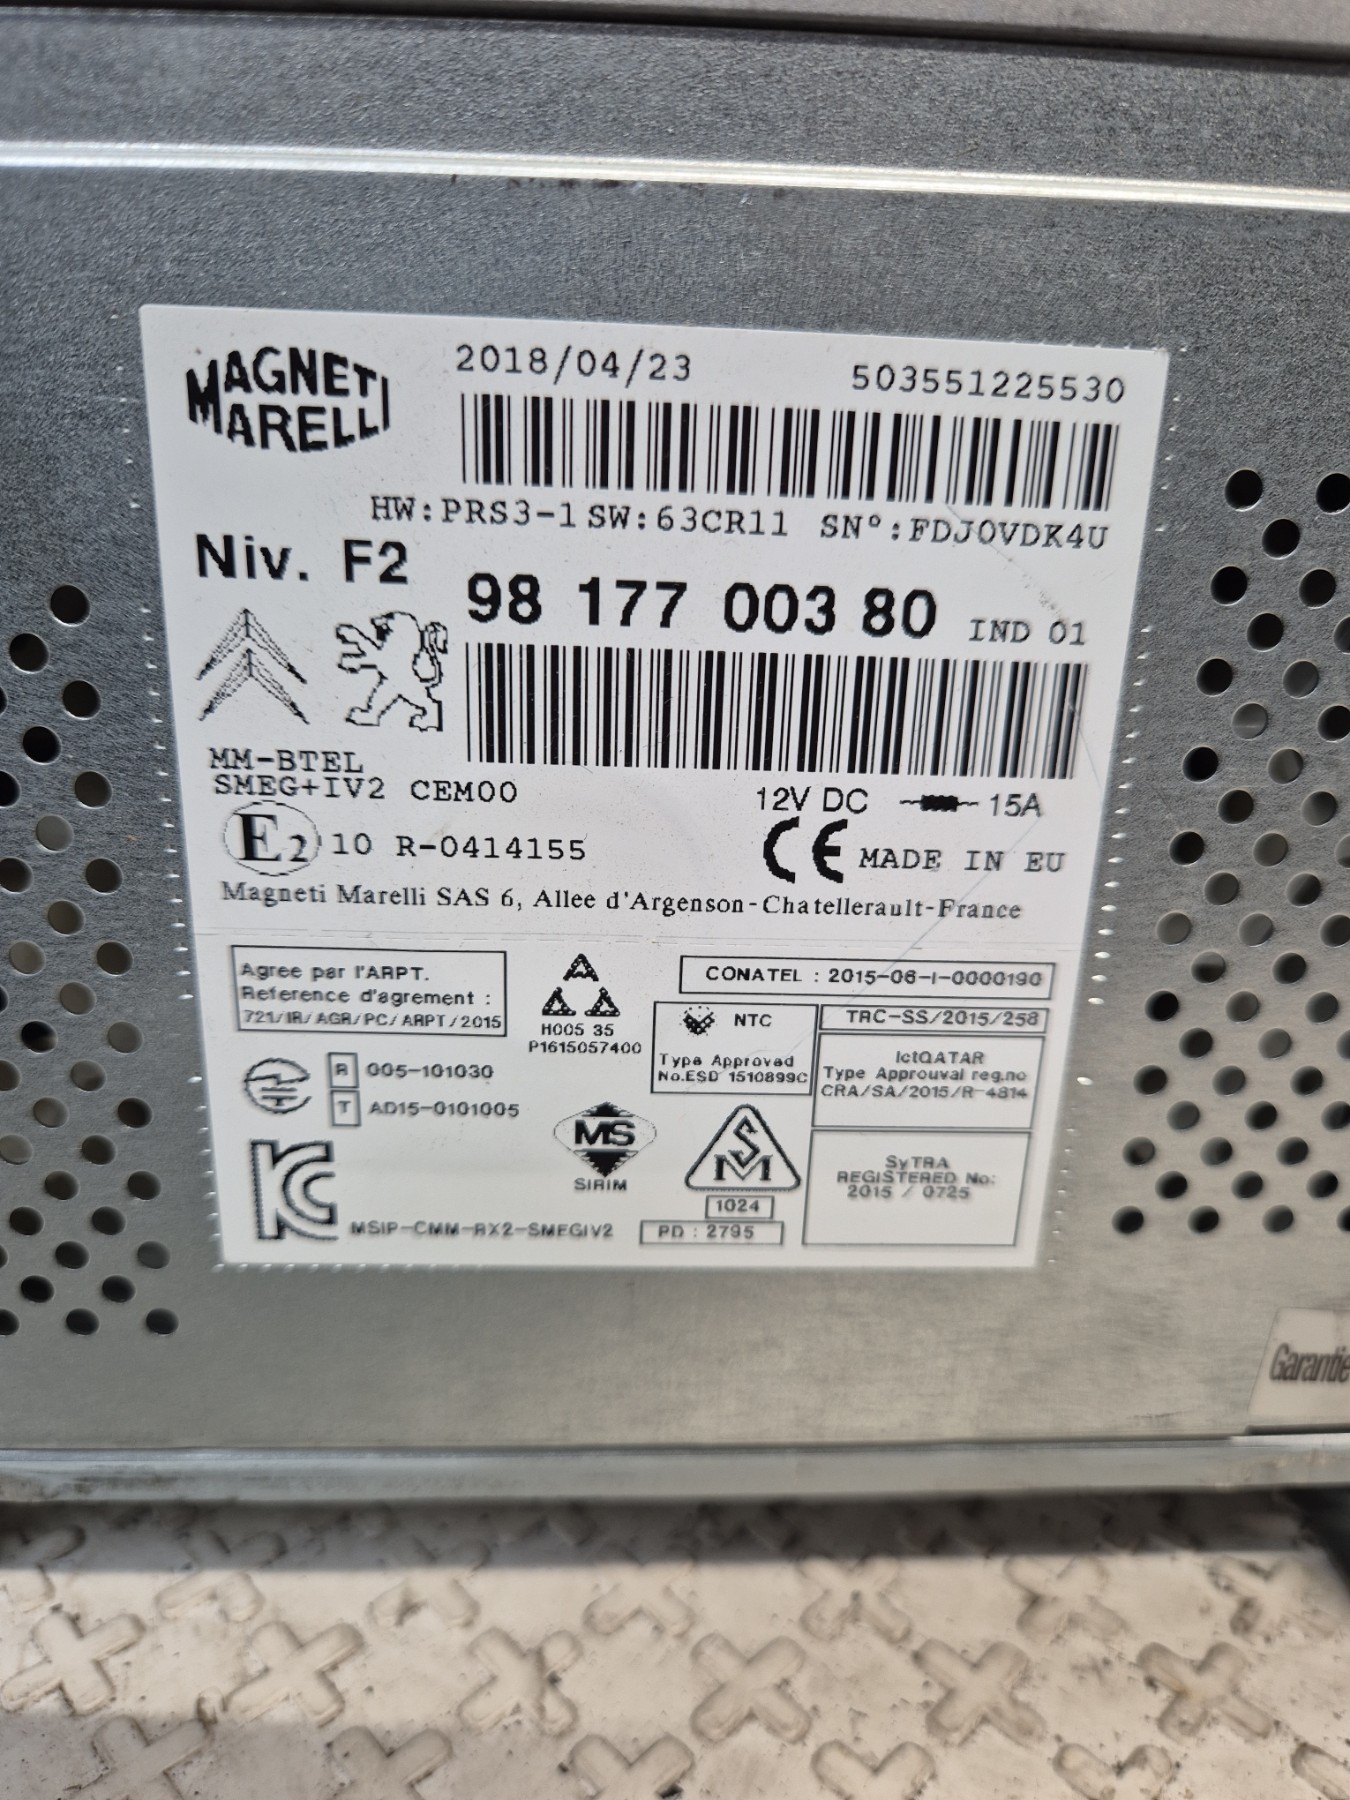 MAGNETI
MARELLI
2018/04/23 503551225530
HW:PRS3-1 SW:63CR11 SN°:FDJ0VDK4U
Niv. F2
98 177 003 80 IND 01
MM-BTEL
SMEG+IV2 CEM00
12V DC 15A
E2 10 R-0414155
CE MADE IN EU
Magneti Marelli SAS 6, Allee d'Argenson-Chatellerault-France
Agree par l'ARPT.
Reference d'agrement :
721/IR/AGR/PC/ARPT/2015
H005 35
P1615057400
CONATEL : 2015-06-I-0000190
NTC
Type Approved
No.ESD 1510899C
TRC-SS/2015/258
IctQATAR
Type Approuval reg.no
CRA/SA/2015/R-4814
R 005-101030
T AD15-0101005
MS
SIRIM
SM
1024
PD : 2795
SyTRA
REGISTERED No:
2015 / 0725
KC
MSIP-CMM-RX2-SMEGIV2
Garantie